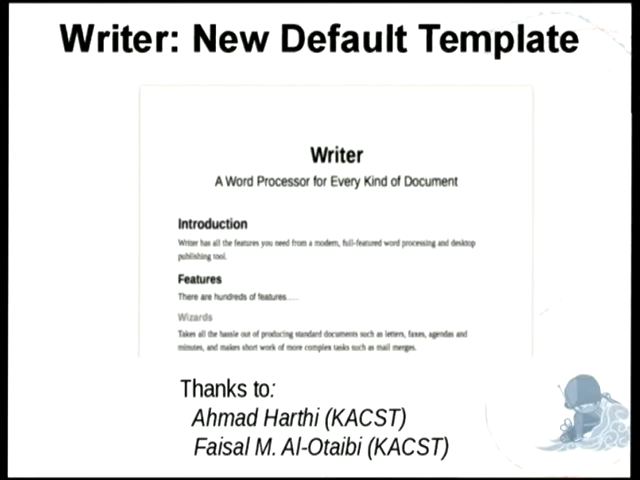 Writer: New Default Template
Writer
A Word Processor for Every Kind of Document
Introduction
Writer has all the features you need from a modern, full-featured word processing and desktop
publishing tool.
Features
There are hundreds of features.....
Wizards
Takes all the hassle out of producing standard documents such as letters, faxes, agendas and
minutes, and makes short work of more complex tasks such as mail merges.
Thanks to:
Ahmad Harthi (KACST)
Faisal M. Al-Otaibi (KACST)